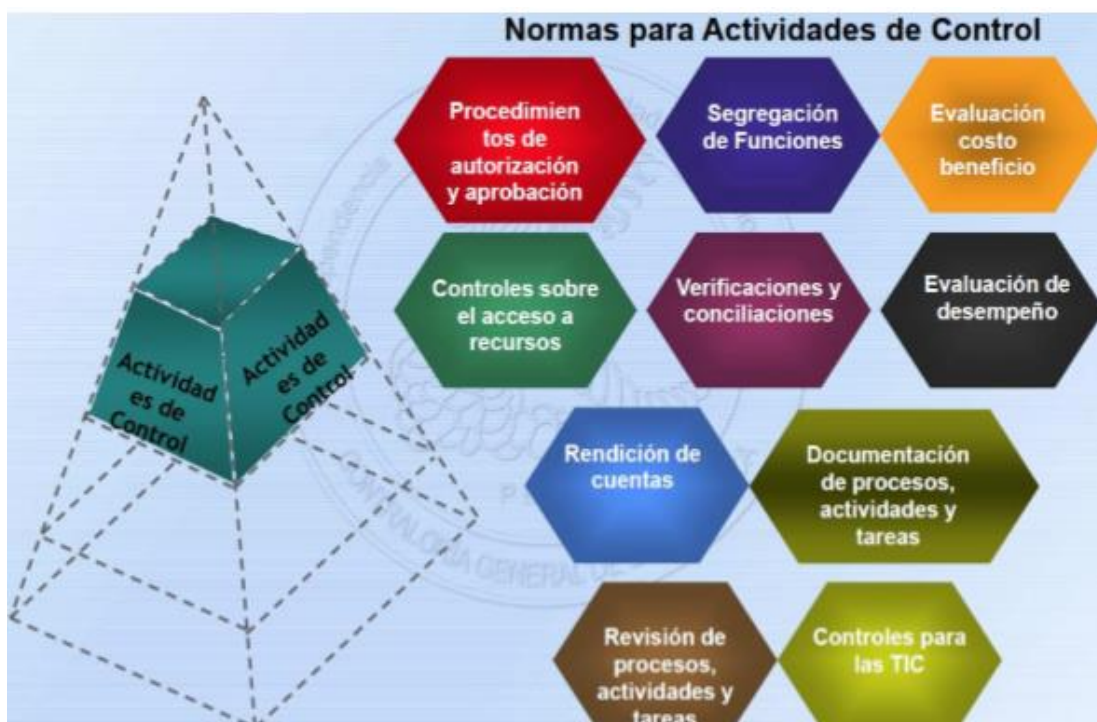 Normas para Actividades de Control
Procedimien
tos de
autorización
y aprobación
Segregación
de Funciones
Evaluación
costo
beneficio
Controles sobre
el acceso a
recursos
Verificaciones y
conciliaciones
Evaluación de
desempeño
Actividad
es de
Control
Actividad
es de
Control
Rendición de
cuentas
Documentación
de procesos,
actividades y
tareas
Revisión de
procesos,
actividades y
tareas
Controles para
las TIC